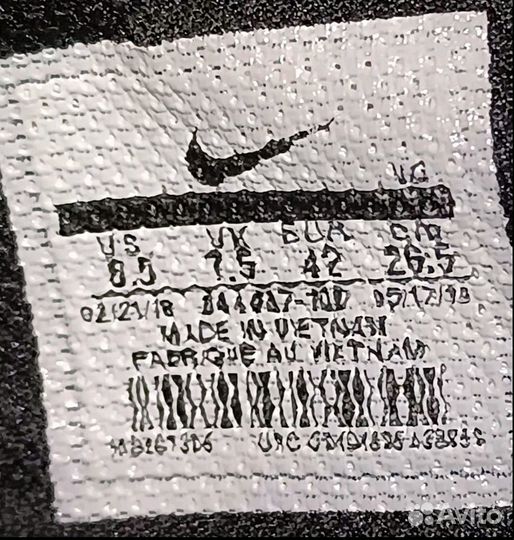 VG
US UK EUR cm
8.5 7.5 42 26.5
02/21/18 05/17/18
MADE IN VIETNAM
FABRIQUE AU VIETNAM
UPC
Avito